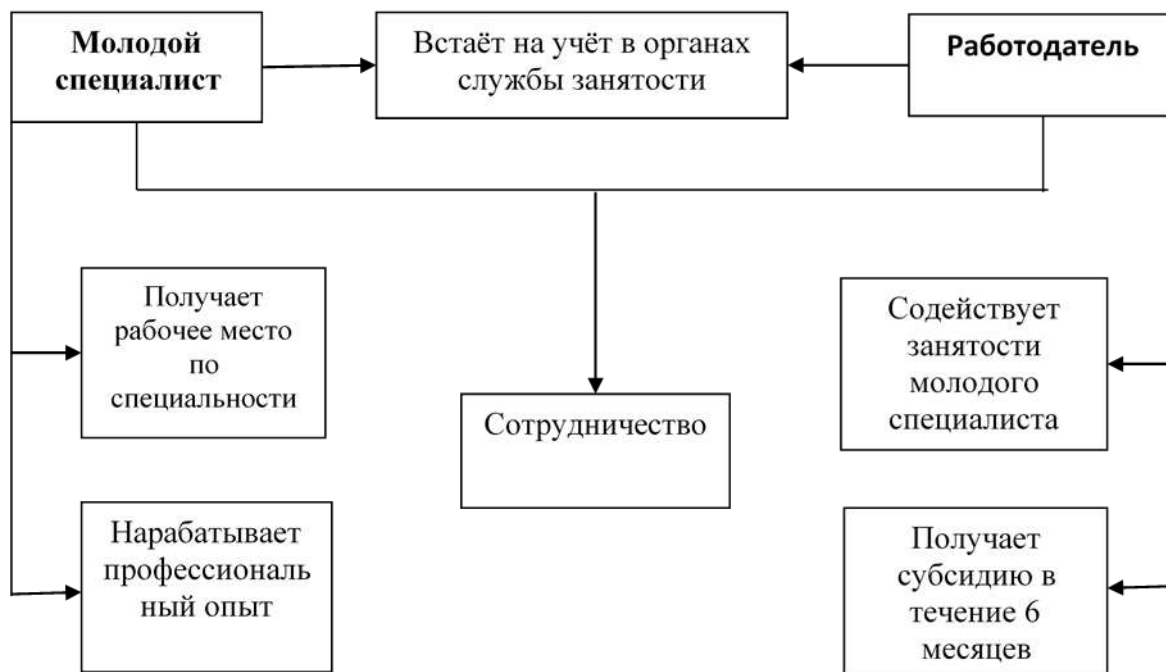 Молодой
специалист
Встаёт на учёт в органах
службы занятости
Работодатель
Получает
рабочее место
по
специальности
Содействует
занятости
молодого
специалиста
Сотрудничество
Нарабатывает
профессиональ
ный опыт
Получает
субсидию в
течение 6
месяцев